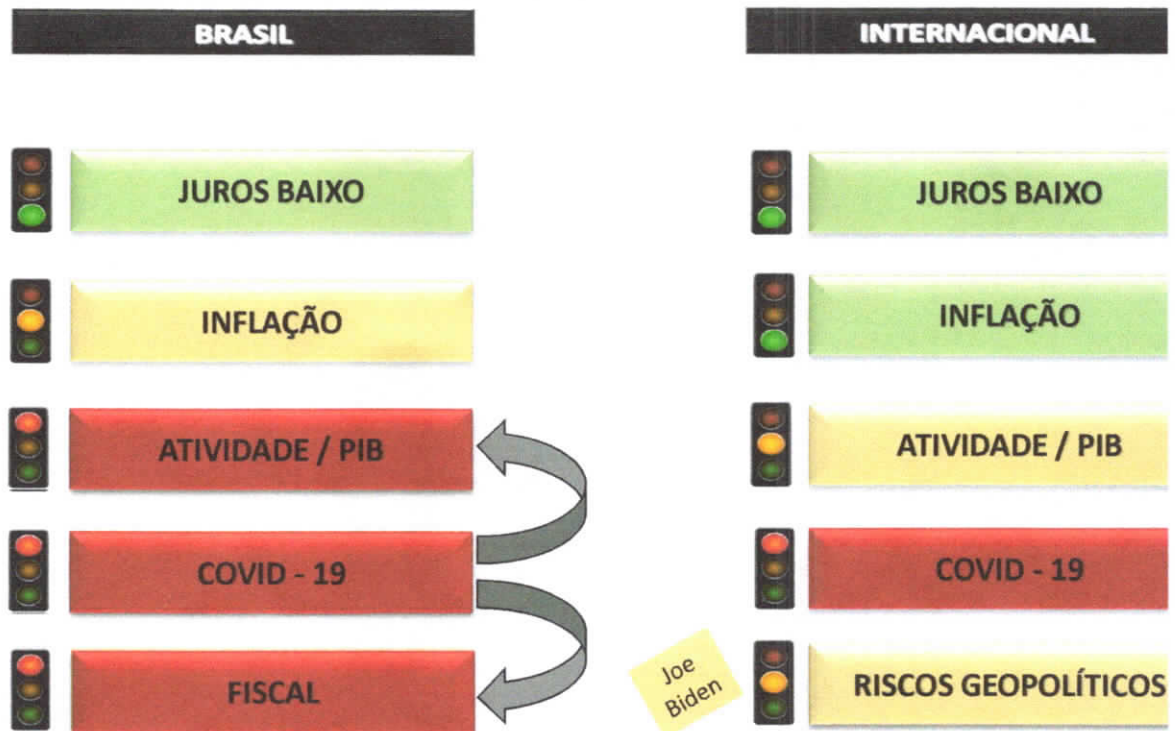 BRASIL
JUROS BAIXO
INFLAÇÃO
ATIVIDADE / PIB
COVID - 19
FISCAL
INTERNACIONAL
JUROS BAIXO
INFLAÇÃO
ATIVIDADE / PIB
COVID - 19
Joe
Biden
RISCOS GEOPOLÍTICOS